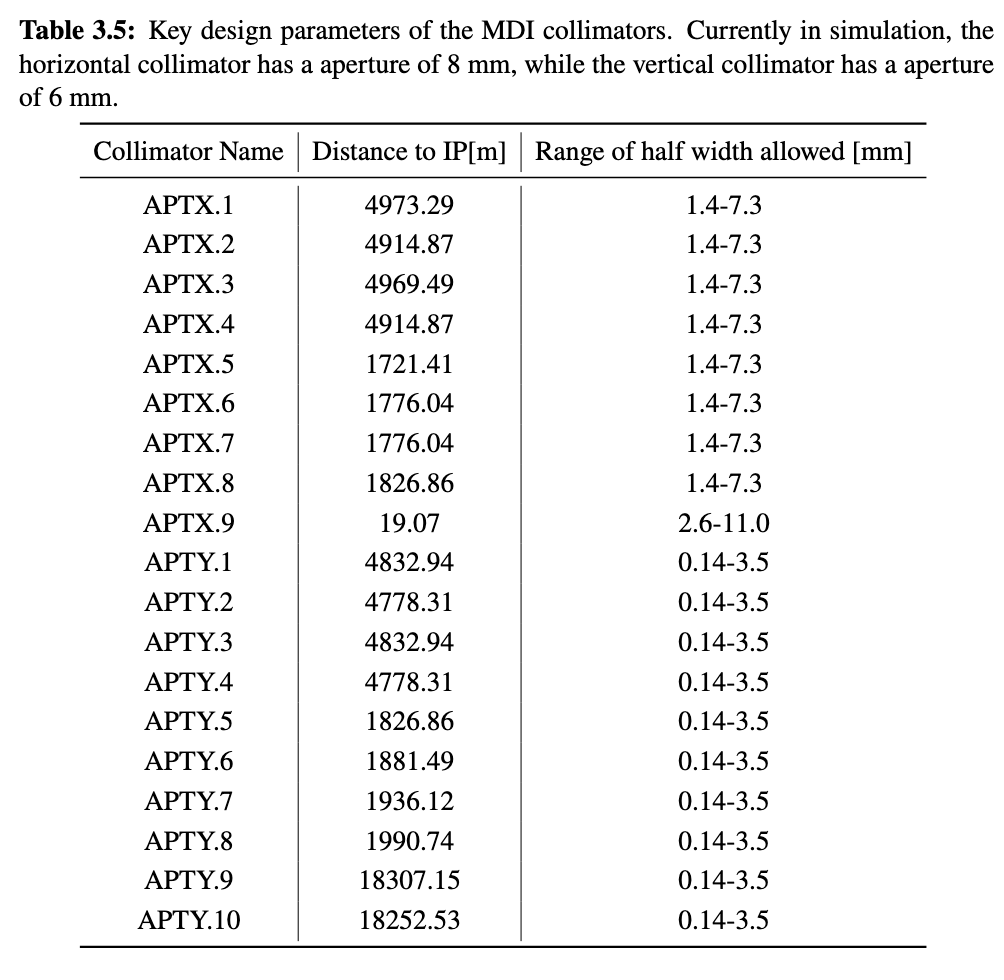 Table 3.5: Key design parameters of the MDI collimators. Currently in simulation, the
horizontal collimator has a aperture of 8 mm, while the vertical collimator has a aperture
of 6 mm.
Collimator Name Distance to IP[m] Range of half width allowed [mm]
APTX.1 4973.29 1.4-7.3
APTX.2 4914.87 1.4-7.3
APTX.3 4969.49 1.4-7.3
APTX.4 4914.87 1.4-7.3
APTX.5 1721.41 1.4-7.3
APTX.6 1776.04 1.4-7.3
APTX.7 1776.04 1.4-7.3
APTX.8 1826.86 1.4-7.3
APTX.9 19.07 2.6-11.0
APTY.1 4832.94 0.14-3.5
APTY.2 4778.31 0.14-3.5
APTY.3 4832.94 0.14-3.5
APTY.4 4778.31 0.14-3.5
APTY.5 1826.86 0.14-3.5
APTY.6 1881.49 0.14-3.5
APTY.7 1936.12 0.14-3.5
APTY.8 1990.74 0.14-3.5
APTY.9 18307.15 0.14-3.5
APTY.10 18252.53 0.14-3.5